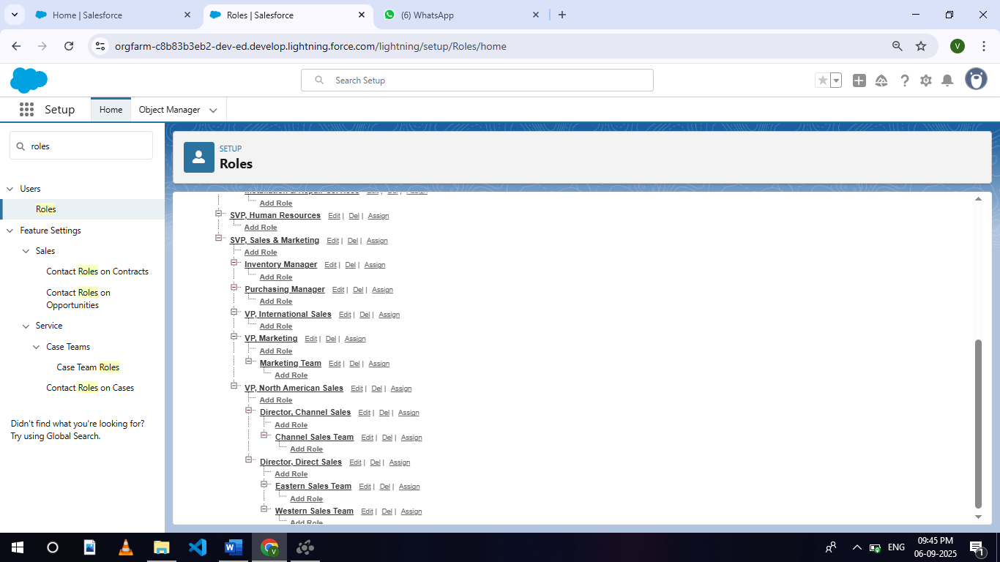 Home | Salesforce
Roles | Salesforce
(6) WhatsApp
orgfarm-c8b83b3eb2-dev-ed.develop.lightning.force.com/lightning/setup/Roles/home
V
Search Setup
Setup
Home
Object Manager
roles
Users
Roles
Feature Settings
Sales
Contact Roles on Contracts
Contact Roles on
Opportunities
Service
Case Teams
Case Team Roles
Contact Roles on Cases
Didn't find what you're looking for?
Try using Global Search.
SETUP
Roles
Installation & Repair Services Edit | Del | Assign
Add Role
SVP, Human Resources Edit | Del | Assign
Add Role
SVP, Sales & Marketing Edit | Del | Assign
Add Role
Inventory Manager Edit | Del | Assign
Add Role
Purchasing Manager Edit | Del | Assign
Add Role
VP, International Sales Edit | Del | Assign
Add Role
VP, Marketing Edit | Del | Assign
Add Role
Marketing Team Edit | Del | Assign
Add Role
VP, North American Sales Edit | Del | Assign
Add Role
Director, Channel Sales Edit | Del | Assign
Add Role
Channel Sales Team Edit | Del | Assign
Add Role
Director, Direct Sales Edit | Del | Assign
Add Role
Eastern Sales Team Edit | Del | Assign
Add Role
Western Sales Team Edit | Del | Assign
Add Role
ENG
09:45 PM
06-09-2025
1